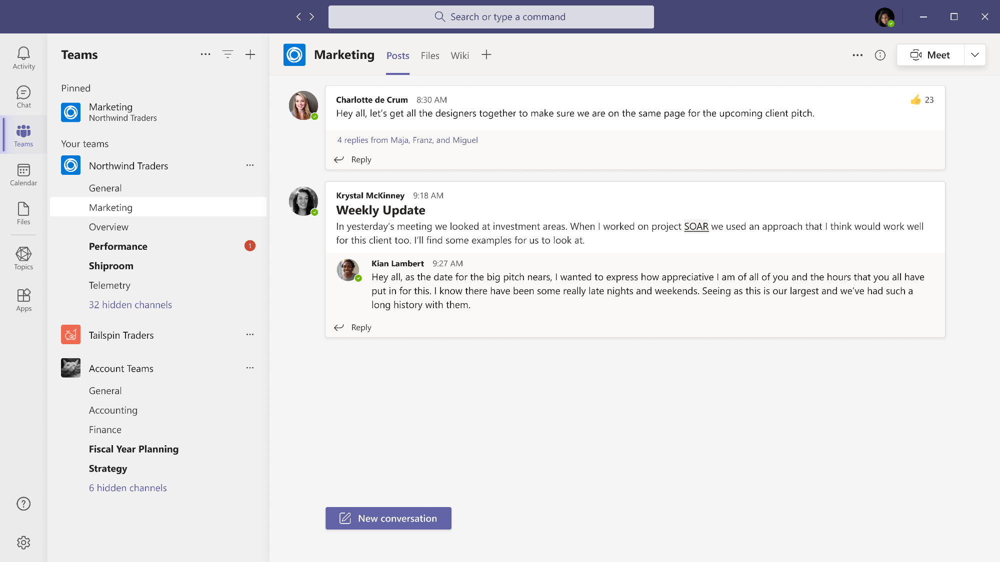 Search or type a command
Activity
Chat
Teams
Calendar
Files
Topics
Apps
Teams
Pinned
Marketing
Northwind Traders
Your teams
Northwind Traders
General
Marketing
Overview
Performance 1
Shiproom
Telemetry
32 hidden channels
Tailspin Traders
Account Teams
General
Accounting
Finance
Fiscal Year Planning
Strategy
6 hidden channels
Marketing Posts Files Wiki
Meet
Charlotte de Crum 8:30 AM 23
Hey all, let’s get all the designers together to make sure we are on the same page for the upcoming client pitch.
4 replies from Maja, Franz, and Miguel
Reply
Krystal McKinney 9:18 AM
Weekly Update
In yesterday’s meeting we looked at investment areas. When I worked on project SOAR we used an approach that I think would work well
for this client too. I’ll find some examples for us to look at.
Kian Lambert 9:27 AM
Hey all, as the date for the big pitch nears, I wanted to express how appreciative I am of all of you and the hours that you all have
put in for this. I know there have been some really late nights and weekends. Seeing as this is our largest and we’ve had such a
long history with them.
Reply
New conversation